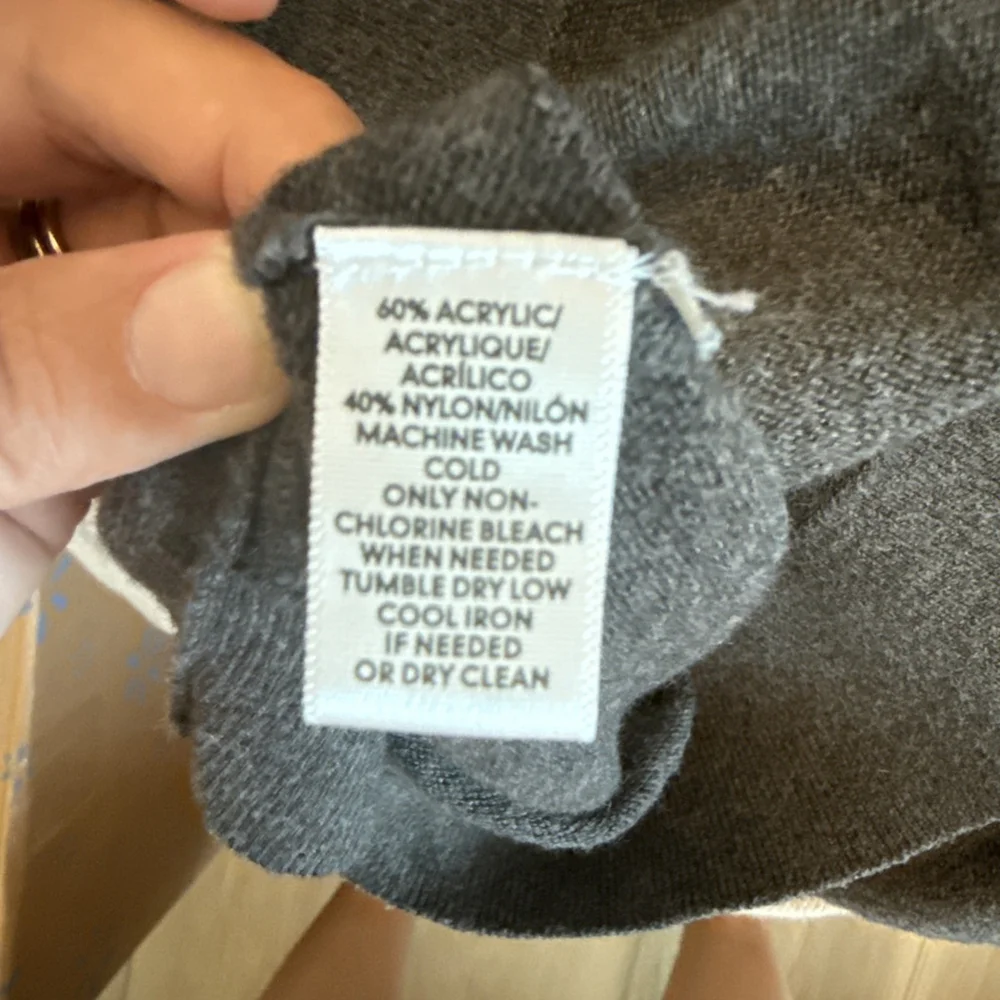 60% ACRYLIC/
ACRYLIQUE/
ACRÍLICO
40% NYLON/NILÓN
MACHINE WASH
COLD
ONLY NON-
CHLORINE BLEACH
WHEN NEEDED
TUMBLE DRY LOW
COOL IRON
IF NEEDED
OR DRY CLEAN